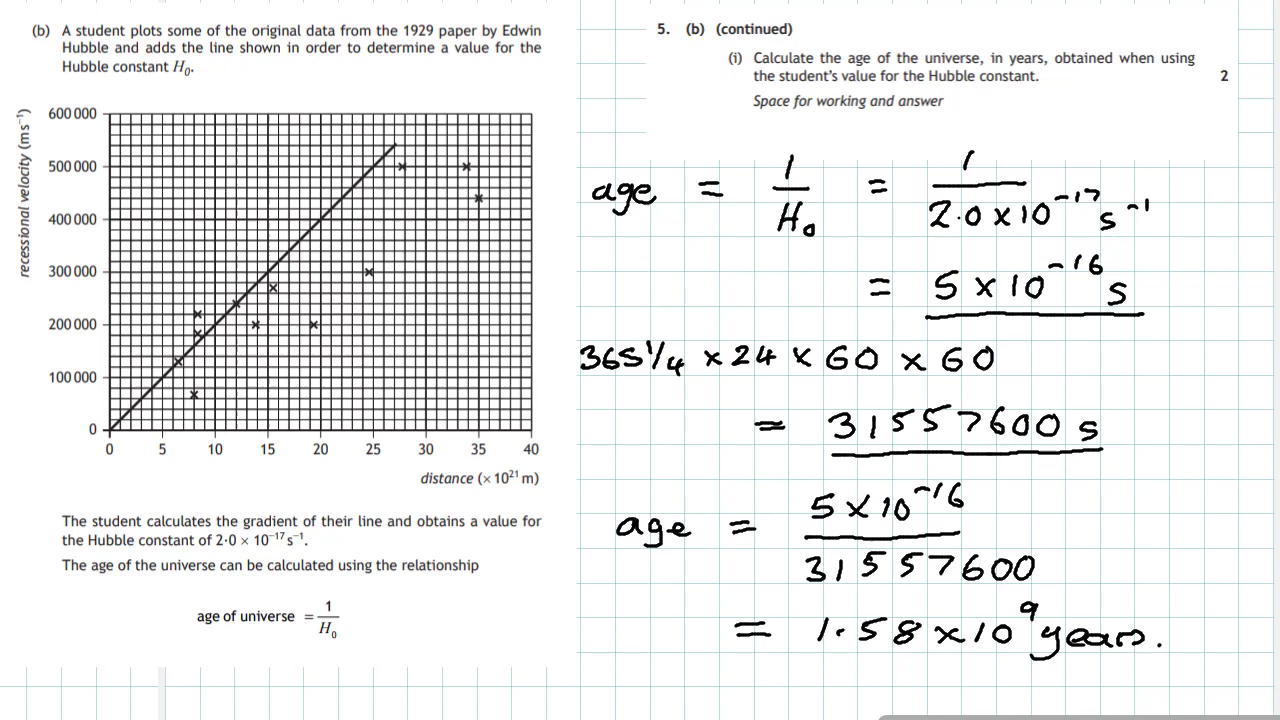 (b) A student plots some of the original data from the 1929 paper by Edwin
Hubble and adds the line shown in order to determine a value for the
Hubble constant H₀.
recessional velocity (m s⁻¹)
600 000
500 000
400 000
300 000
200 000
100 000
0
0 5 10 15 20 25 30 35 40
distance (× 10²¹ m)
The student calculates the gradient of their line and obtains a value for
the Hubble constant of 2·0 × 10⁻¹⁷ s⁻¹.
The age of the universe can be calculated using the relationship
age of universe = 1/H₀
5. (b) (continued)
(i) Calculate the age of the universe, in years, obtained when using
the student's value for the Hubble constant. 2
Space for working and answer
age = 1/H₀ = 1/2·0 × 10⁻¹⁷ s⁻¹
= 5 × 10⁻¹⁶ s
365 1/4 × 24 × 60 × 60
= 31557600 s
age = 5 × 10⁻¹⁶/31557600
= 1·58 × 10⁹ years.